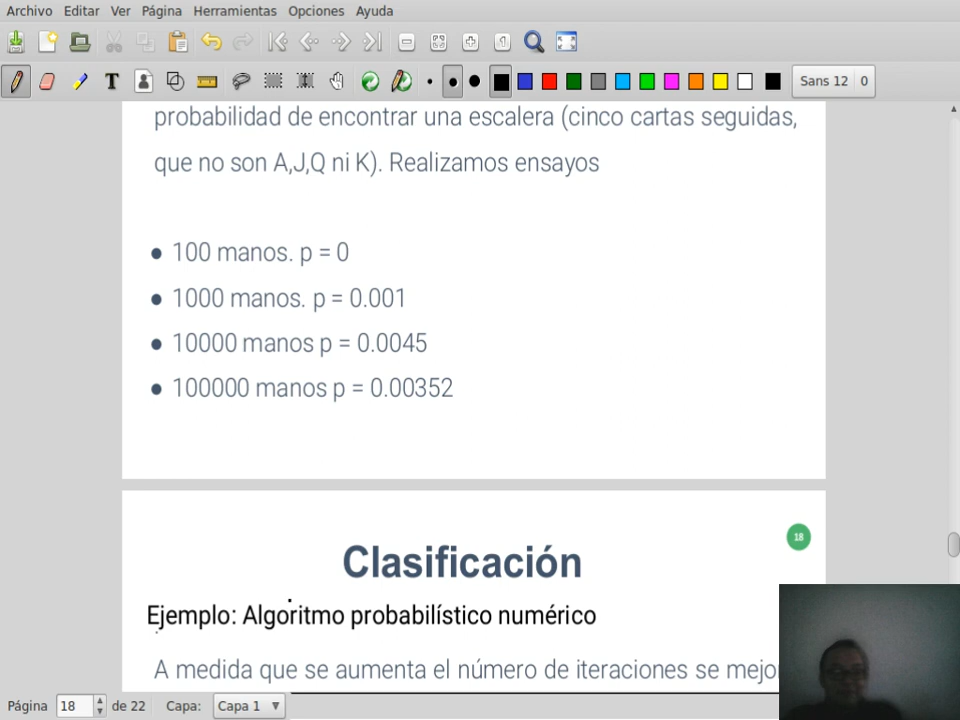 Archivo Editar Ver Página Herramientas Opciones Ayuda
T Sans 12 0
probabilidad de encontrar una escalera (cinco cartas seguidas,
que no son A,J,Q ni K). Realizamos ensayos
● 100 manos. p = 0
● 1000 manos. p = 0.001
● 10000 manos p = 0.0045
● 100000 manos p = 0.00352
18
Clasificación
Ejemplo: Algoritmo probabilístico numérico
A medida que se aumenta el número de iteraciones se mejo
Página 18 de 22 Capa: Capa 1